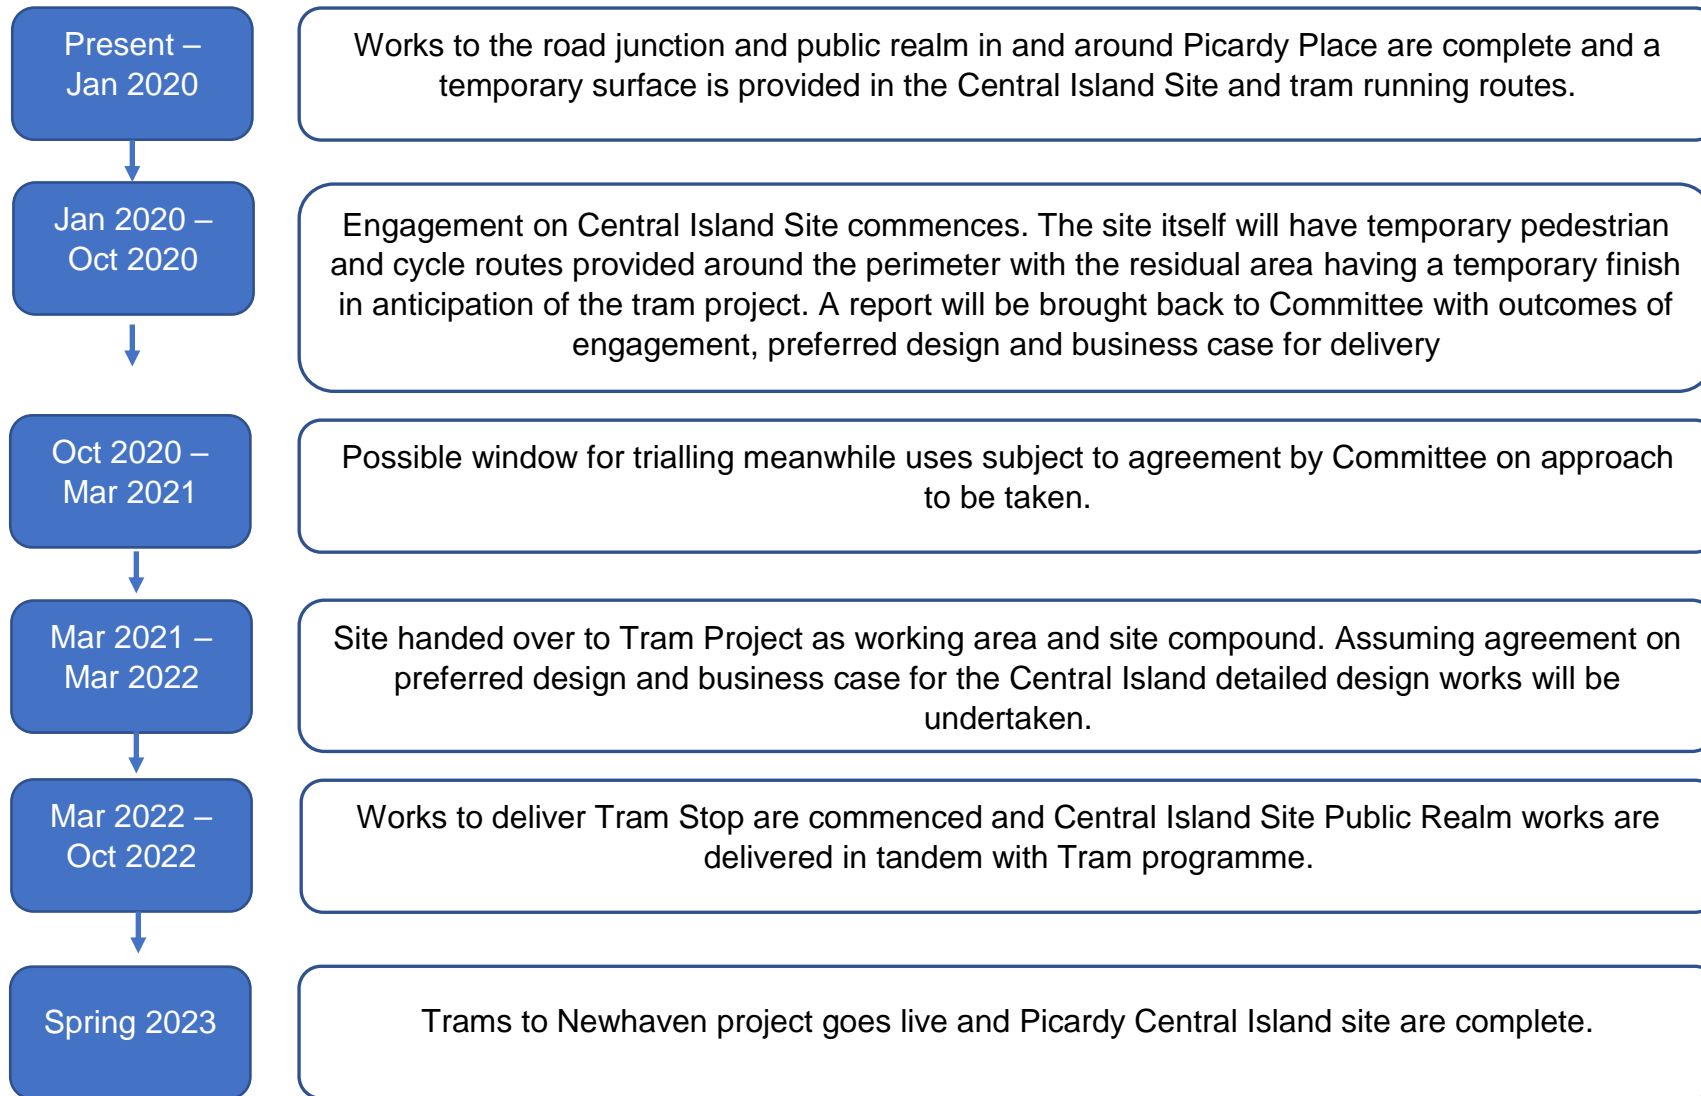 Present –
Jan 2020
Works to the road junction and public realm in and around Picardy Place are complete and a
temporary surface is provided in the Central Island Site and tram running routes.
Jan 2020 –
Oct 2020
Engagement on Central Island Site commences. The site itself will have temporary pedestrian
and cycle routes provided around the perimeter with the residual area having a temporary finish
in anticipation of the tram project. A report will be brought back to Committee with outcomes of
engagement, preferred design and business case for delivery
Oct 2020 –
Mar 2021
Possible window for trialling meanwhile uses subject to agreement by Committee on approach
to be taken.
Mar 2021 –
Mar 2022
Site handed over to Tram Project as working area and site compound. Assuming agreement on
preferred design and business case for the Central Island detailed design works will be
undertaken.
Mar 2022 –
Oct 2022
Works to deliver Tram Stop are commenced and Central Island Site Public Realm works are
delivered in tandem with Tram programme.
Spring 2023
Trams to Newhaven project goes live and Picardy Central Island site are complete.